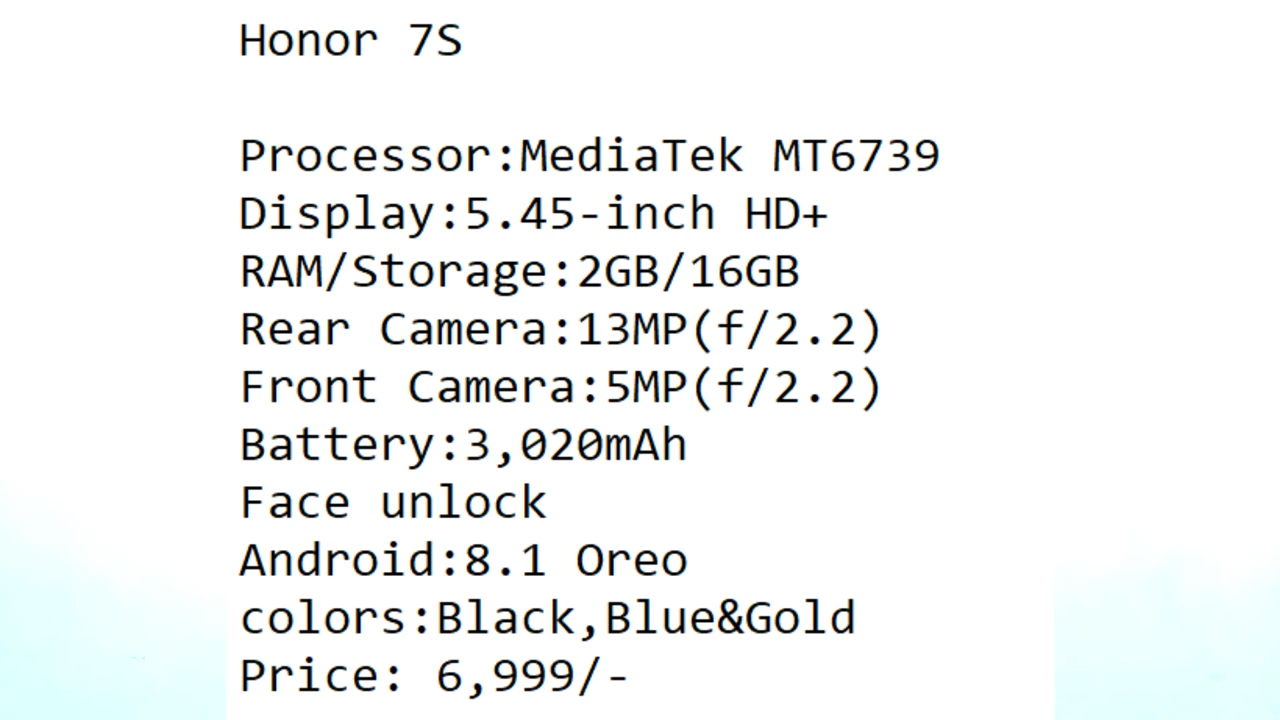 Honor 7S
Processor:MediaTek MT6739
Display:5.45-inch HD+
RAM/Storage:2GB/16GB
Rear Camera:13MP(f/2.2)
Front Camera:5MP(f/2.2)
Battery:3,020mAh
Face unlock
Android:8.1 Oreo
colors:Black,Blue&Gold
Price: 6,999/-